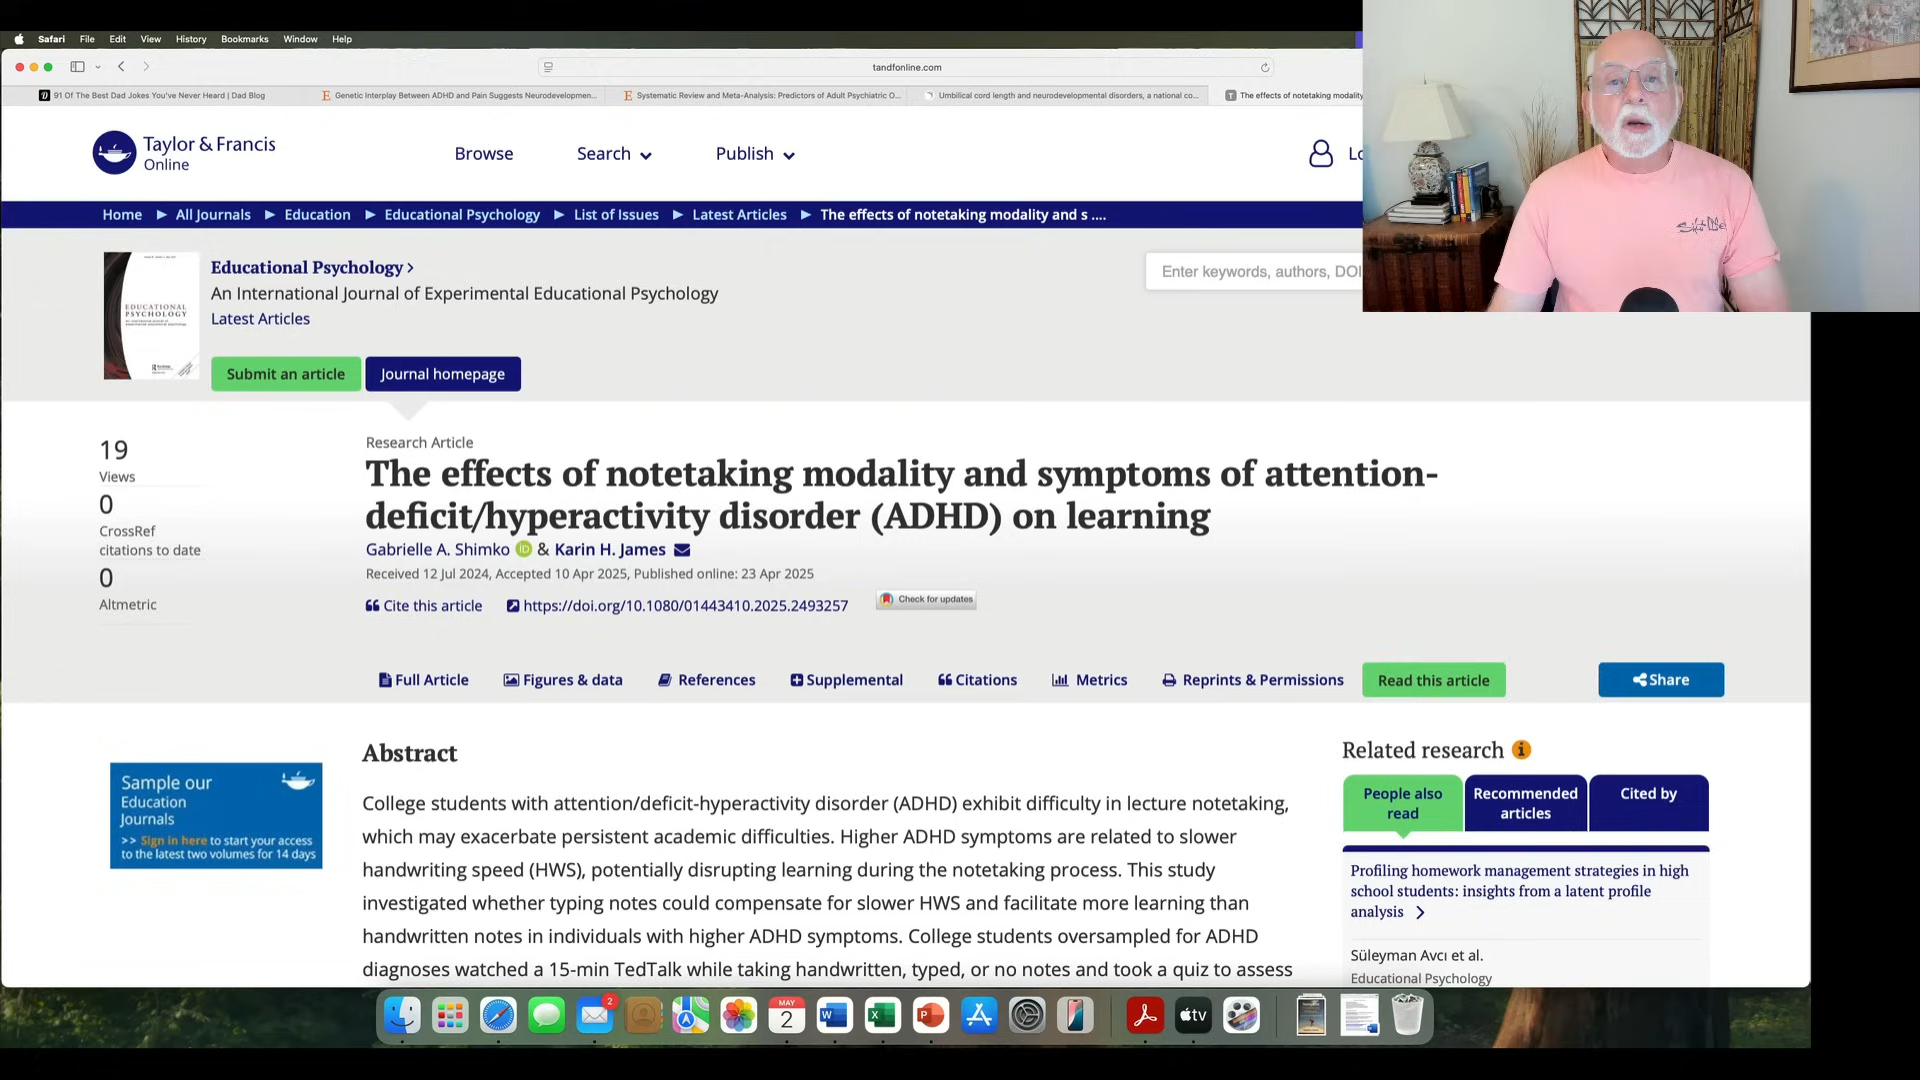 Safari File Edit View History Bookmarks Window Help
tandfonline.com
91 Of The Best Dad Jokes You've Never Heard | Dad Blog
Genetic Interplay Between ADHD and Pain Suggests Neurodevelopmen...
Systematic Review and Meta-Analysis: Predictors of Adult Psychiatric O...
Umbilical cord length and neurodevelopmental disorders, a national co...
The effects of notetaking modality
Taylor & Francis
Online
Browse Search Publish
Home All Journals Education Educational Psychology List of Issues Latest Articles The effects of notetaking modality and s ....
EDUCATIONAL
PSYCHOLOGY
Educational Psychology
An International Journal of Experimental Educational Psychology
Latest Articles
Enter keywords, authors, DOI
Submit an article Journal homepage
19
Views
0
CrossRef
citations to date
0
Altmetric
Research Article
The effects of notetaking modality and symptoms of attention-
deficit/hyperactivity disorder (ADHD) on learning
Gabrielle A. Shimko iD & Karin H. James
Received 12 Jul 2024, Accepted 10 Apr 2025, Published online: 23 Apr 2025
Cite this article https://doi.org/10.1080/01443410.2025.2493257 Check for updates
Full Article Figures & data References Supplemental Citations Metrics Reprints & Permissions Read this article Share
Sample our
Education
Journals
>> Sign in here to start your access
to the latest two volumes for 14 days
Abstract
College students with attention/deficit-hyperactivity disorder (ADHD) exhibit difficulty in lecture notetaking,
which may exacerbate persistent academic difficulties. Higher ADHD symptoms are related to slower
handwriting speed (HWS), potentially disrupting learning during the notetaking process. This study
investigated whether typing notes could compensate for slower HWS and facilitate more learning than
handwritten notes in individuals with higher ADHD symptoms. College students oversampled for ADHD
diagnoses watched a 15-min TedTalk while taking handwritten, typed, or no notes and took a quiz to assess
Related research
People also
read
Recommended
articles
Cited by
Profiling homework management strategies in high
school students: insights from a latent profile
analysis
Süleyman Avcı et al.
Educational Psychology
2
MAY
2
W
X
P
tv